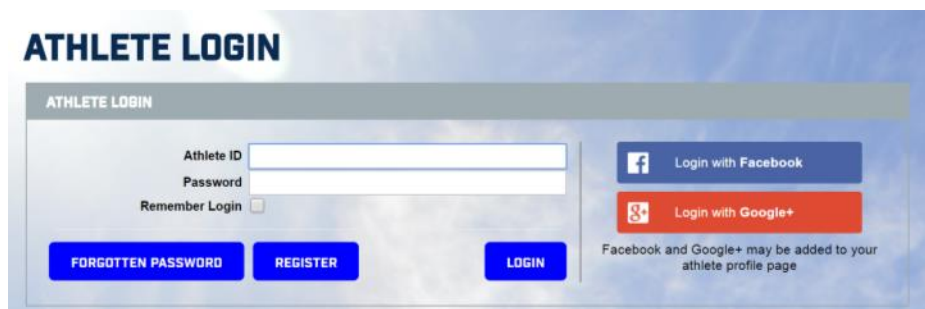 ATHLETE LOGIN
ATHLETE LOGIN
Athlete ID
Password
Remember Login
FORGOTTEN PASSWORD REGISTER LOGIN
f Login with Facebook
g+ Login with Google+
Facebook and Google+ may be added to your
athlete profile page